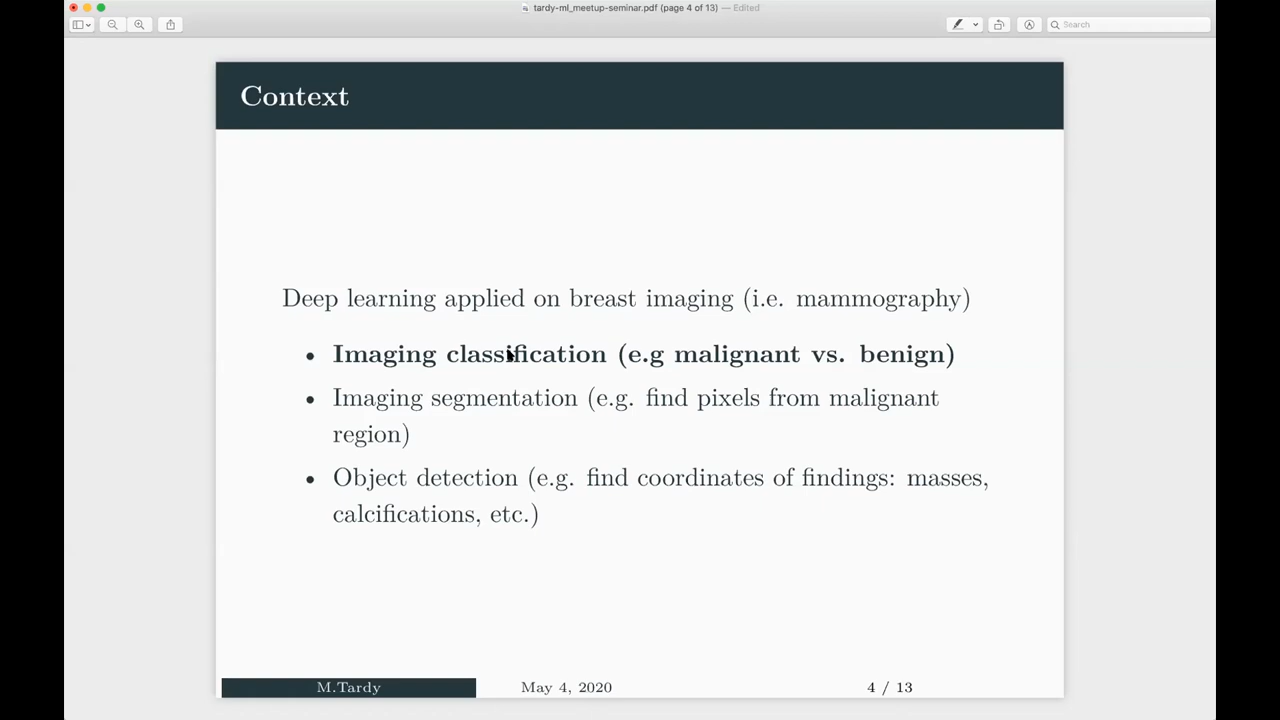 tardy-ml_meetup-seminar.pdf (page 4 of 13) — Edited
Search
Context
Deep learning applied on breast imaging (i.e. mammography)
• Imaging classification (e.g malignant vs. benign)
• Imaging segmentation (e.g. find pixels from malignant
region)
• Object detection (e.g. find coordinates of findings: masses,
calcifications, etc.)
M.Tardy May 4, 2020 4 / 13